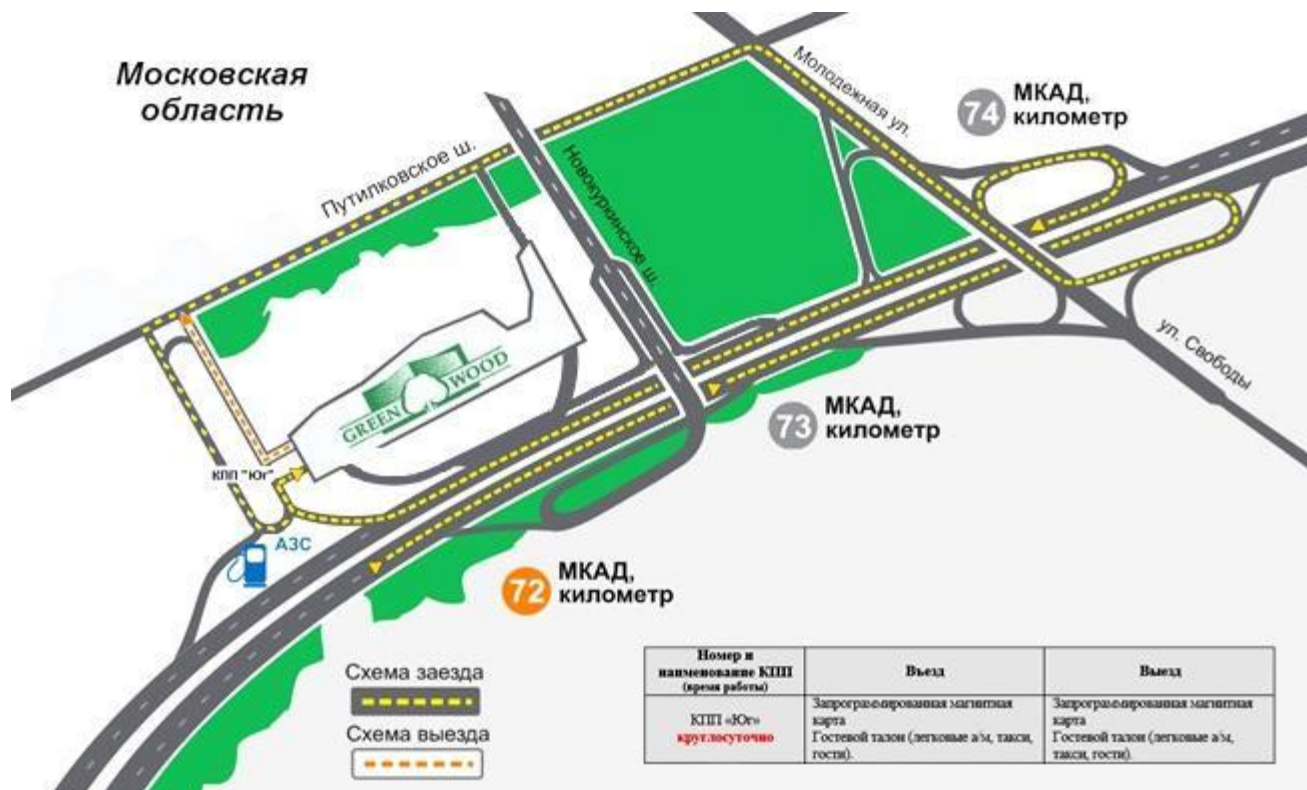 Московская
область
Путилковское ш.
Новокуркинское ш.
Молодежная ул.
74
МКАД,
километр
ул. Свободы
GREEN WOOD
КПП "Юг"
АЗС
73
МКАД,
километр
72
МКАД,
километр
Схема заезда
Схема выезда
Номер и
наименование КПП
(время работы)
Въезд
Выезд
КПП «Юг»
круглосуточно
Запрограммированная магнитная
карта
Гостевой талон (легковые а/м, такси,
гости).
Запрограммированная магнитная
карта
Гостевой талон (легковые а/м,
такси, гости).